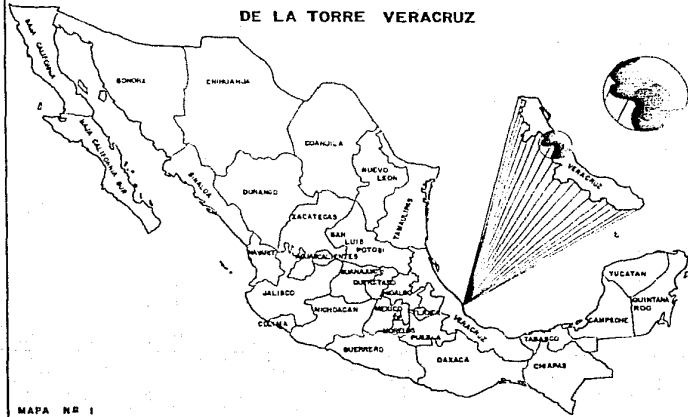 DE LA TORRE VERACRUZ
BAJA CALIFORNIA
SONORA
CHIHUAHUA
BAJA CALIFORNIA SUR
COAHUILA
SINALOA
DURANGO
NUEVO LEON
TAMAULIPAS
ZACATECAS
SAN LUIS POTOSI
NAYARIT
AGUASCALIENTES
GUANAJUATO
QUERETARO
HIDALGO
JALISCO
MICHOACAN
MEXICO
COLIMA
MORELOS
PUEBLA
VERACRUZ
GUERRERO
OAXACA
TABASCO
CHIAPAS
CAMPECHE
YUCATAN
QUINTANA
ROO
VERACRUZ
MAPA Nº 1